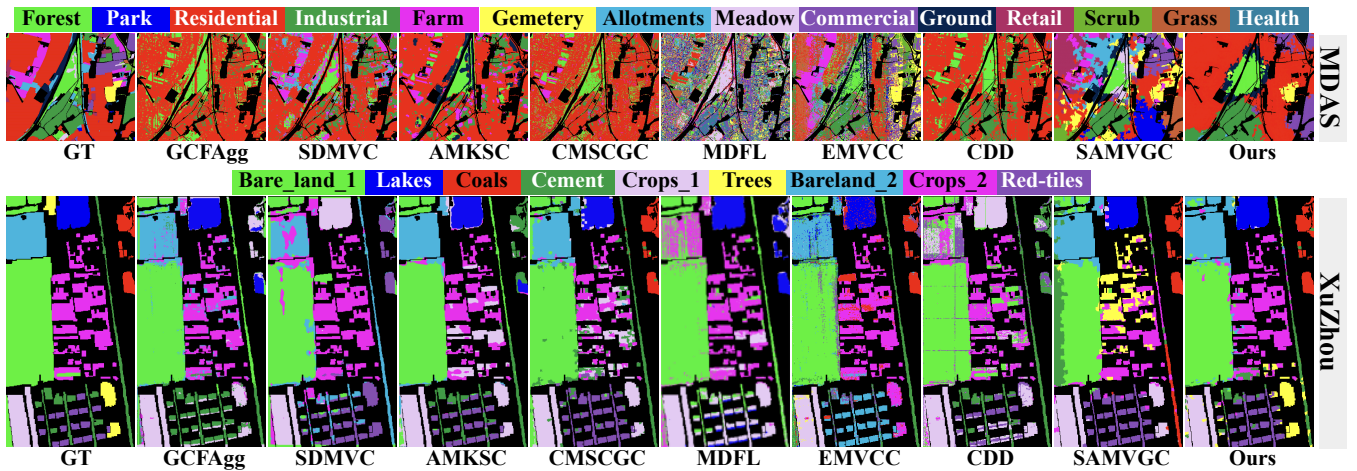 Forest Park Residential Industrial Farm Gemetery Allotments Meadow Commercial Ground Retail Scrub Grass Health
MDAS
GT GCFAgg SDMVC AMKSC CMSCGC MDFL EMVCC CDD SAMVGC Ours
Bare_land_1 Lakes Coals Cement Crops_1 Trees Bareland_2 Crops_2 Red-tiles
XuZhou
GT GCFAgg SDMVC AMKSC CMSCGC MDFL EMVCC CDD SAMVGC Ours